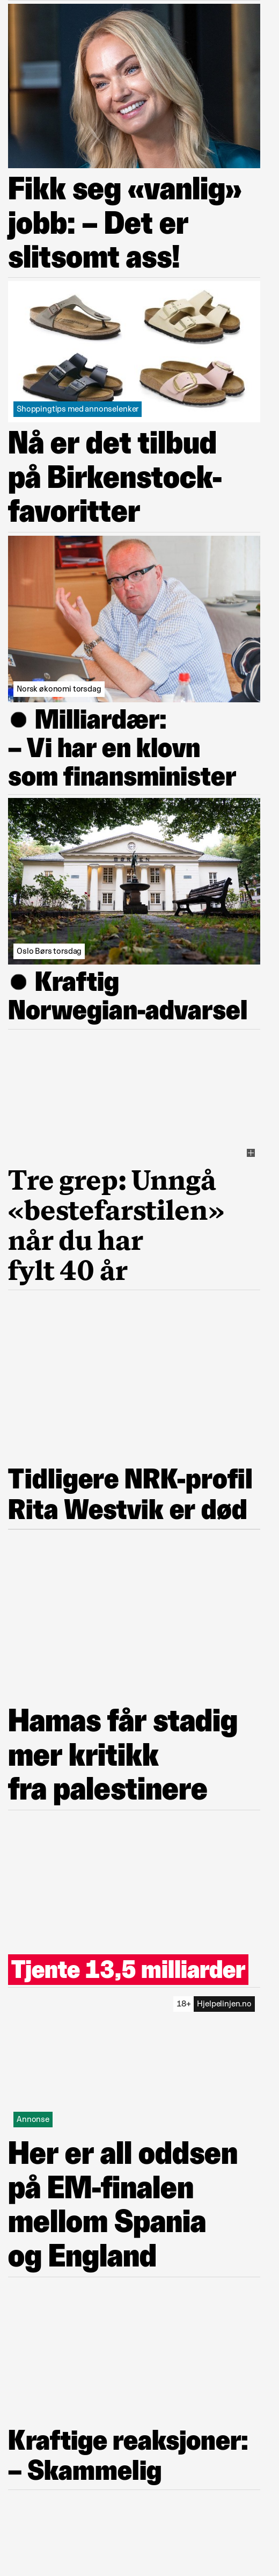 Fikk seg «vanlig»
jobb: – Det er
slitsomt ass!
Shoppingtips med annonselenker
Nå er det tilbud
på Birkenstock-
favoritter
Norsk økonomi torsdag
● Milliardær:
– Vi har en klovn
som finansminister
Oslo Børs torsdag
● Kraftig
Norwegian-advarsel
Tre grep: Unngå
«bestefarstilen»
når du har
fylt 40 år
Tidligere NRK-profil
Rita Westvik er død
Hamas får stadig
mer kritikk
fra palestinere
Tjente 13,5 milliarder
18+ Hjelpelinjen.no
Annonse
Her er all oddsen
på EM-finalen
mellom Spania
og England
Kraftige reaksjoner:
– Skammelig